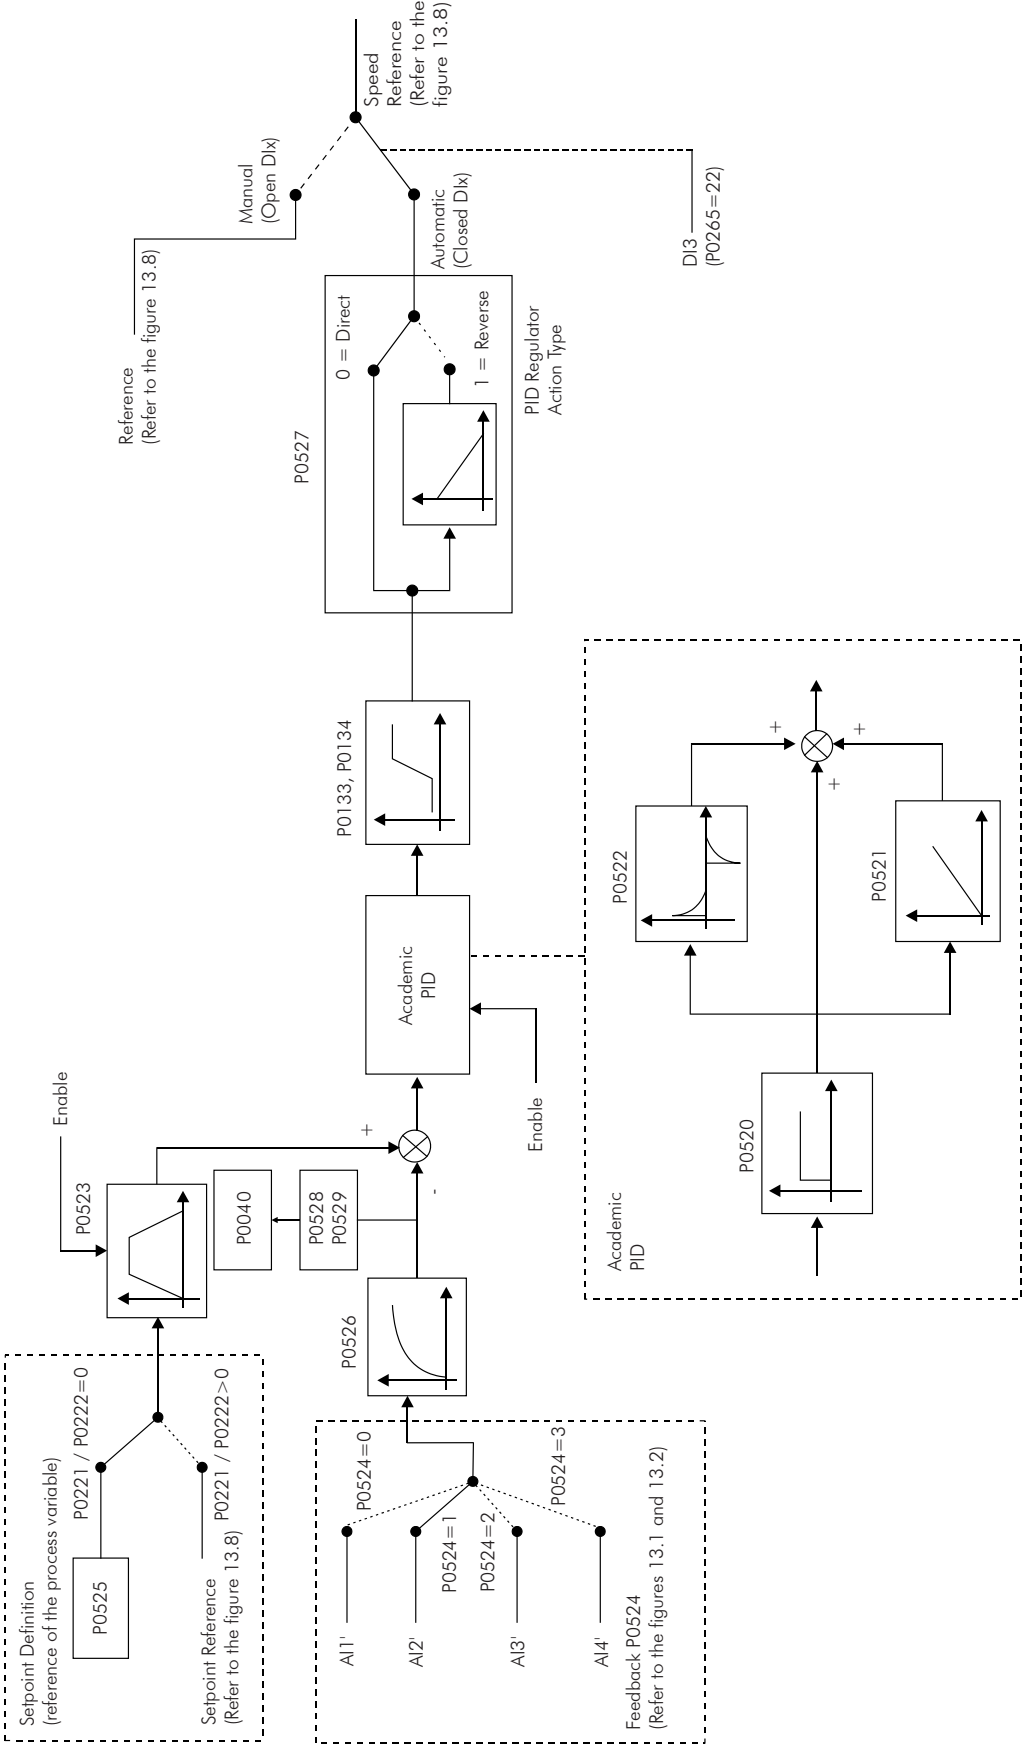 Setpoint Definition
(reference of the process variable)
P0525
P0221 / P0222=0
Setpoint Reference
(Refer to the figure 13.8)
P0221 / P0222>0
Enable
P0523
P0040
P0528
P0529
AI1'
AI2'
AI3'
AI4'
P0524=0
P0524=1
P0524=2
P0524=3
Feedback P0524
(Refer to the figures 13.1 and 13.2)
P0526
+
-
Enable
Academic
PID
P0133, P0134
P0527
0 = Direct
1 = Reverse
PID Regulator
Action Type
Reference
(Refer to the figure 13.8)
Manual
(Open DIx)
Automatic
(Closed DIx)
Speed
Reference
(Refer to the
figure 13.8)
DI3
(P0265=22)
Academic
PID
P0520
P0522
P0521
+
+
+